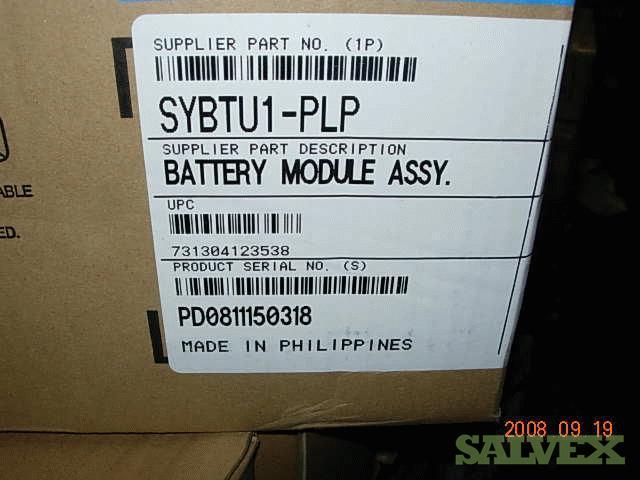 SUPPLIER PART NO. (1P)
SYBTU1-PLP
SUPPLIER PART DESCRIPTION
BATTERY MODULE ASSY.
UPC
731304123538
PRODUCT SERIAL NO. (S)
PD0811150318
MADE IN PHILIPPINES
ABLE
ED.
2008 09 19
SALVEX